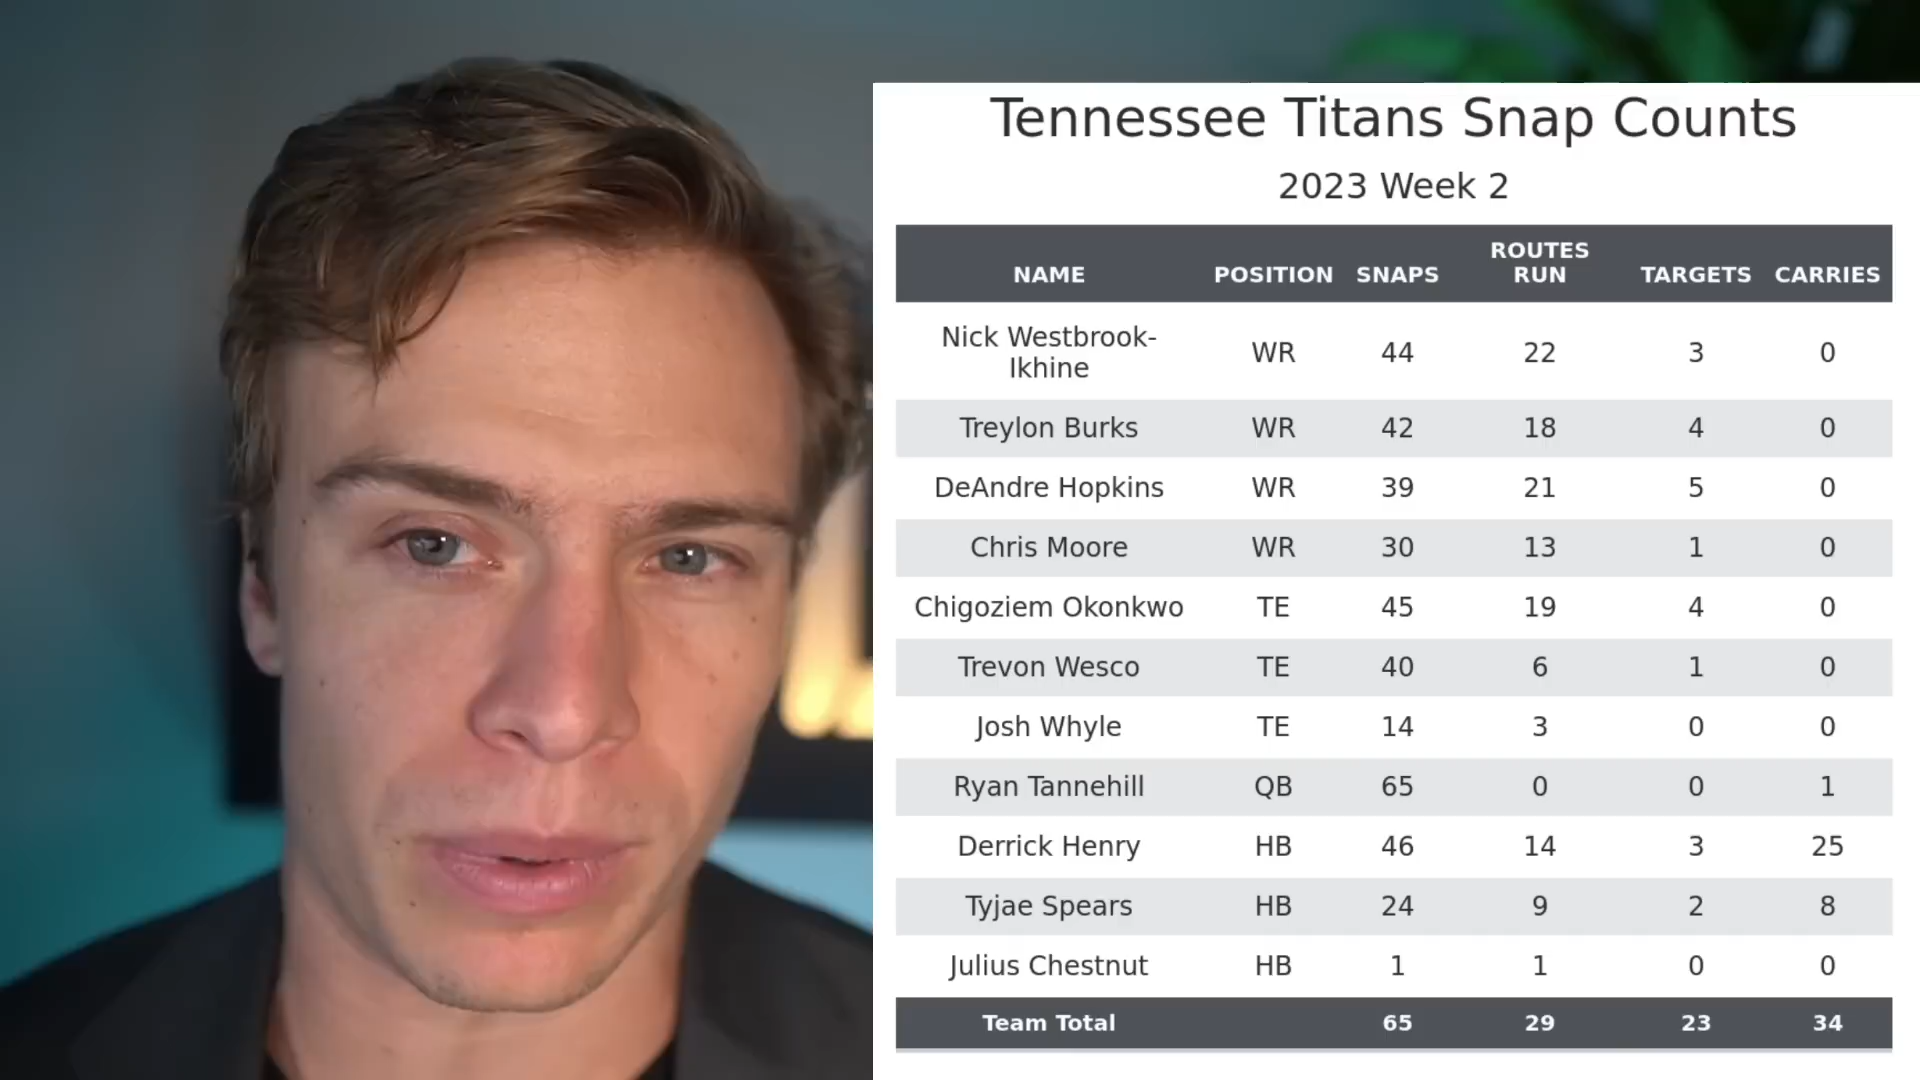 Tennessee Titans Snap Counts
2023 Week 2
NAME POSITION SNAPS ROUTES RUN TARGETS CARRIES
Nick Westbrook-Ikhine WR 44 22 3 0
Treylon Burks WR 42 18 4 0
DeAndre Hopkins WR 39 21 5 0
Chris Moore WR 30 13 1 0
Chigoziem Okonkwo TE 45 19 4 0
Trevon Wesco TE 40 6 1 0
Josh Whyle TE 14 3 0 0
Ryan Tannehill QB 65 0 0 1
Derrick Henry HB 46 14 3 25
Tyjae Spears HB 24 9 2 8
Julius Chestnut HB 1 1 0 0
Team Total 65 29 23 34